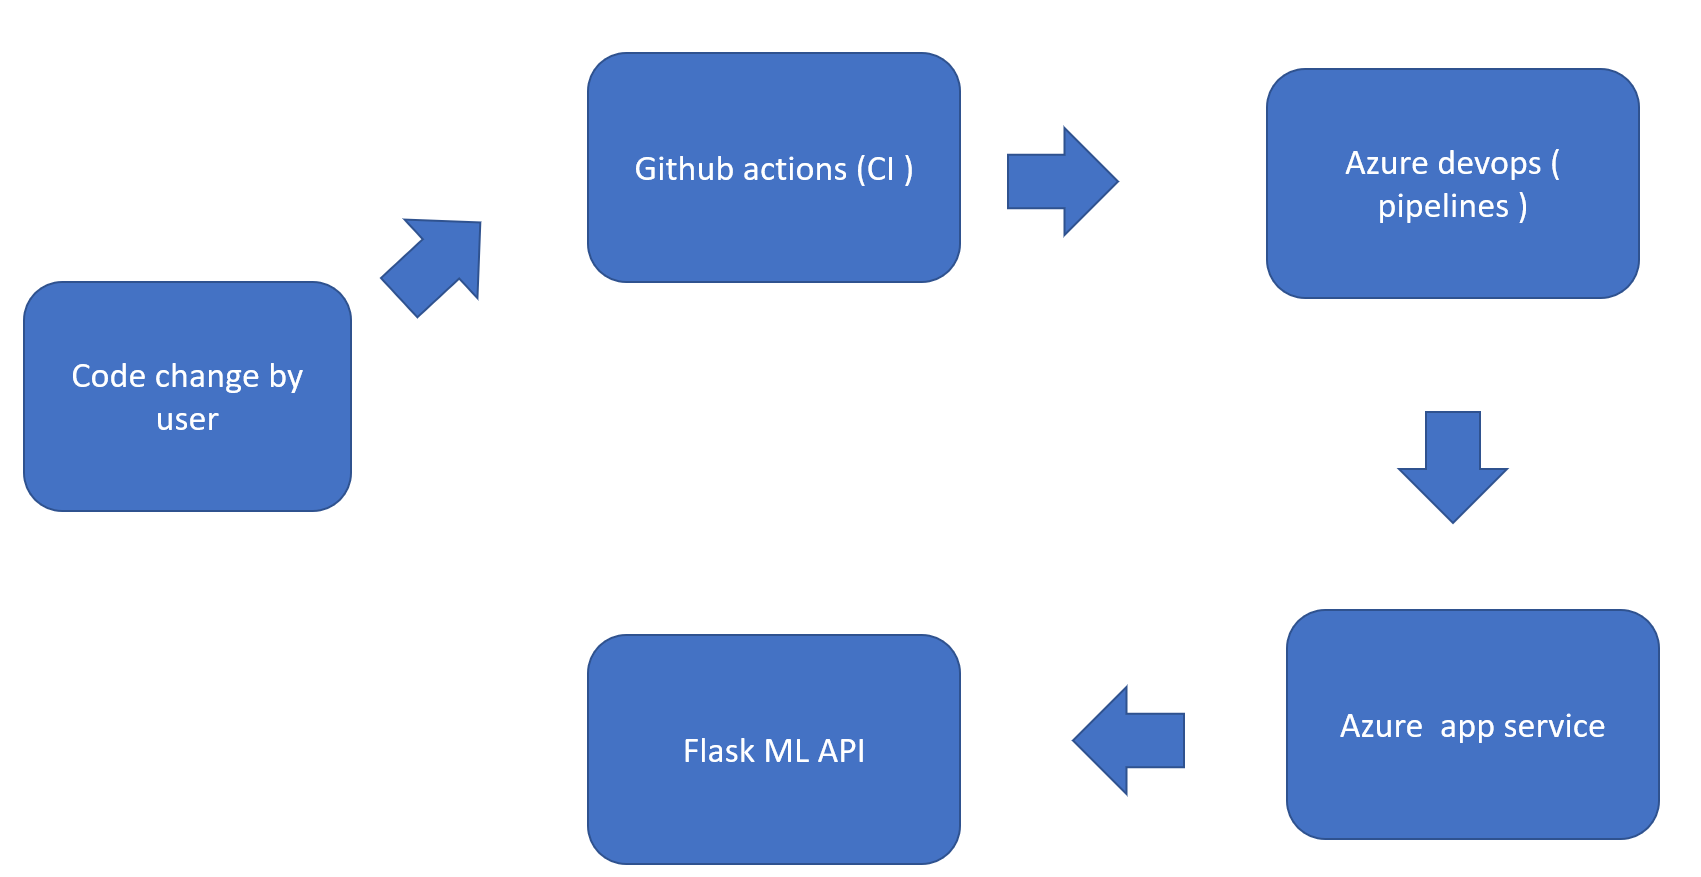 Github actions (CI )
Azure devops (
pipelines )
Code change by
user
Azure  app service
Flask ML API